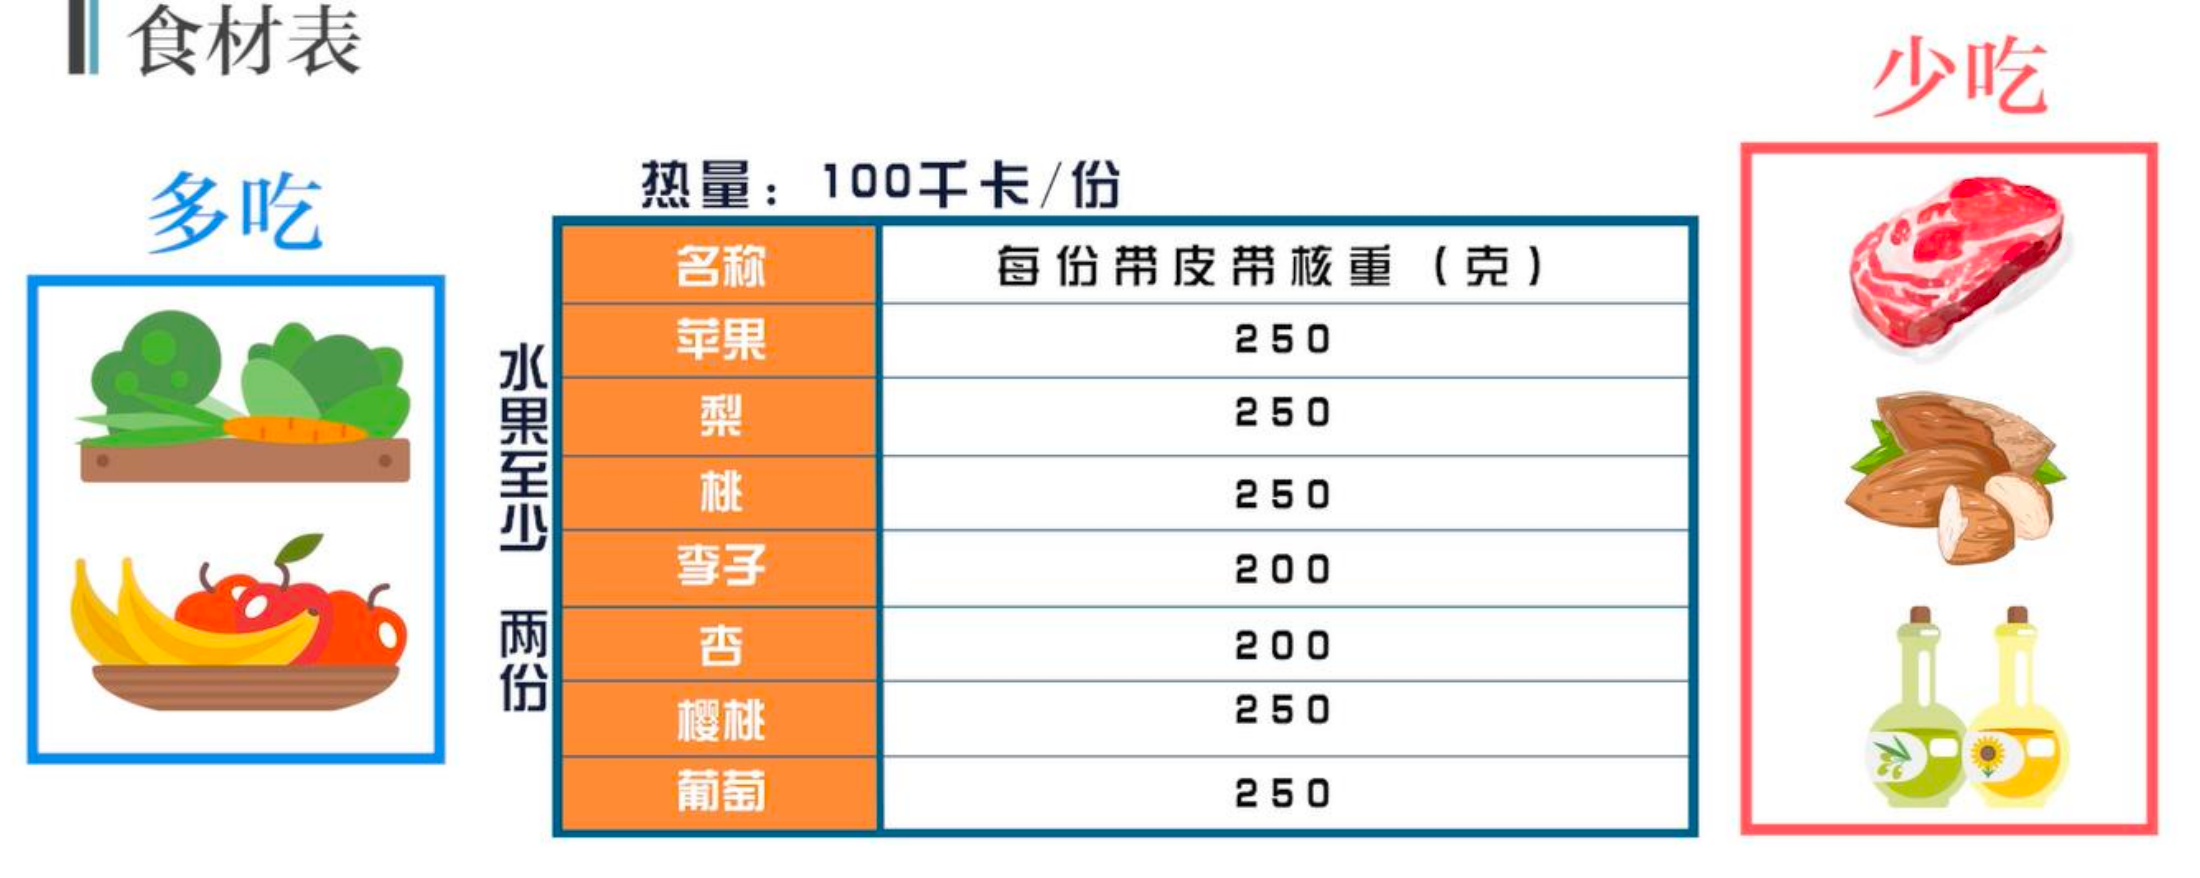 食材表
少吃
多吃
热量：100千卡/份
水果至少 两份
名称 每份带皮带核重（克）
苹果 250
梨 250
桃 250
李子 200
杏 200
樱桃 250
葡萄 250